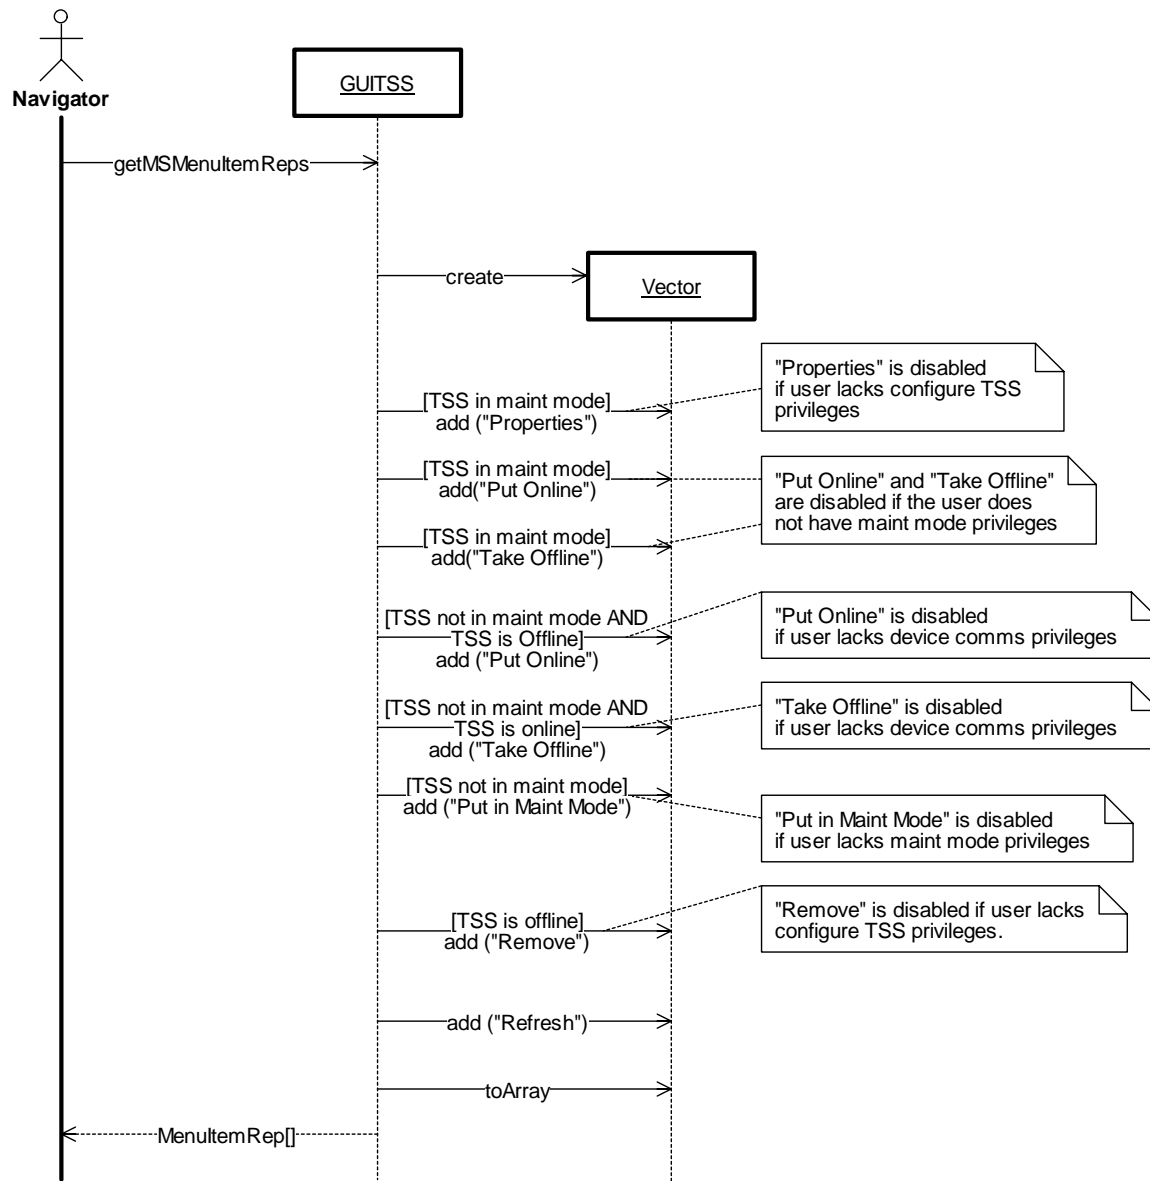 Navigator
GUITSS
getMSMenuItemReps
create
Vector
[TSS in maint mode]
add ("Properties")
"Properties" is disabled
if user lacks configure TSS
privileges
[TSS in maint mode]
add("Put Online")
"Put Online" and "Take Offline"
are disabled if the user does
not have maint mode privileges
[TSS in maint mode]
add("Take Offline")
[TSS not in maint mode AND
TSS is Offline]
add ("Put Online")
"Put Online" is disabled
if user lacks device comms privileges
[TSS not in maint mode AND
TSS is online]
add ("Take Offline")
"Take Offline" is disabled
if user lacks device comms privileges
[TSS not in maint mode]
add ("Put in Maint Mode")
"Put in Maint Mode" is disabled
if user lacks maint mode privileges
[TSS is offline]
add ("Remove")
"Remove" is disabled if user lacks
configure TSS privileges.
add ("Refresh")
toArray
MenuItemRep[]